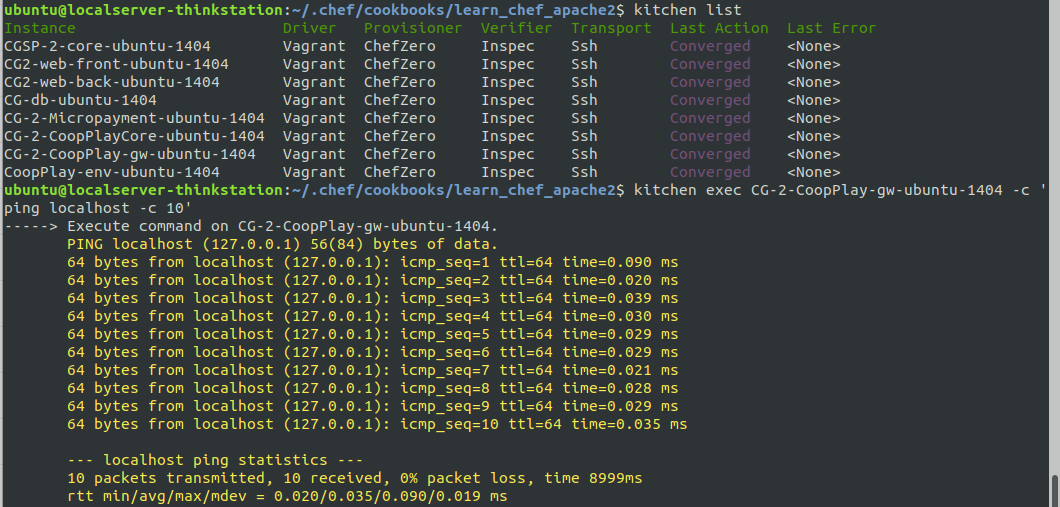 ubuntu@localserver-thinkstation:~/.chef/cookbooks/learn_chef_apache2$ kitchen list
Instance Driver Provisioner Verifier Transport Last Action Last Error
CGSP-2-core-ubuntu-1404 Vagrant ChefZero Inspec Ssh Converged <None>
CG2-web-front-ubuntu-1404 Vagrant ChefZero Inspec Ssh Converged <None>
CG2-web-back-ubuntu-1404 Vagrant ChefZero Inspec Ssh Converged <None>
CG-db-ubuntu-1404 Vagrant ChefZero Inspec Ssh Converged <None>
CG-2-Micropayment-ubuntu-1404 Vagrant ChefZero Inspec Ssh Converged <None>
CG-2-CoopPlayCore-ubuntu-1404 Vagrant ChefZero Inspec Ssh Converged <None>
CG-2-CoopPlay-gw-ubuntu-1404 Vagrant ChefZero Inspec Ssh Converged <None>
CoopPlay-env-ubuntu-1404 Vagrant ChefZero Inspec Ssh Converged <None>
ubuntu@localserver-thinkstation:~/.chef/cookbooks/learn_chef_apache2$ kitchen exec CG-2-CoopPlay-gw-ubuntu-1404 -c '
ping localhost -c 10'
-----> Execute command on CG-2-CoopPlay-gw-ubuntu-1404.
PING localhost (127.0.0.1) 56(84) bytes of data.
64 bytes from localhost (127.0.0.1): icmp_seq=1 ttl=64 time=0.090 ms
64 bytes from localhost (127.0.0.1): icmp_seq=2 ttl=64 time=0.020 ms
64 bytes from localhost (127.0.0.1): icmp_seq=3 ttl=64 time=0.039 ms
64 bytes from localhost (127.0.0.1): icmp_seq=4 ttl=64 time=0.030 ms
64 bytes from localhost (127.0.0.1): icmp_seq=5 ttl=64 time=0.029 ms
64 bytes from localhost (127.0.0.1): icmp_seq=6 ttl=64 time=0.029 ms
64 bytes from localhost (127.0.0.1): icmp_seq=7 ttl=64 time=0.021 ms
64 bytes from localhost (127.0.0.1): icmp_seq=8 ttl=64 time=0.028 ms
64 bytes from localhost (127.0.0.1): icmp_seq=9 ttl=64 time=0.029 ms
64 bytes from localhost (127.0.0.1): icmp_seq=10 ttl=64 time=0.035 ms
--- localhost ping statistics ---
10 packets transmitted, 10 received, 0% packet loss, time 8999ms
rtt min/avg/max/mdev = 0.020/0.035/0.090/0.019 ms